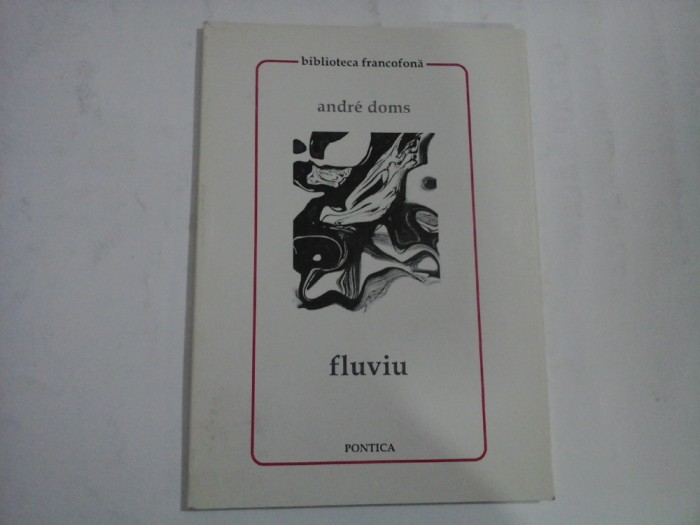 biblioteca francofonă
andré doms
fluviu
PONTICA